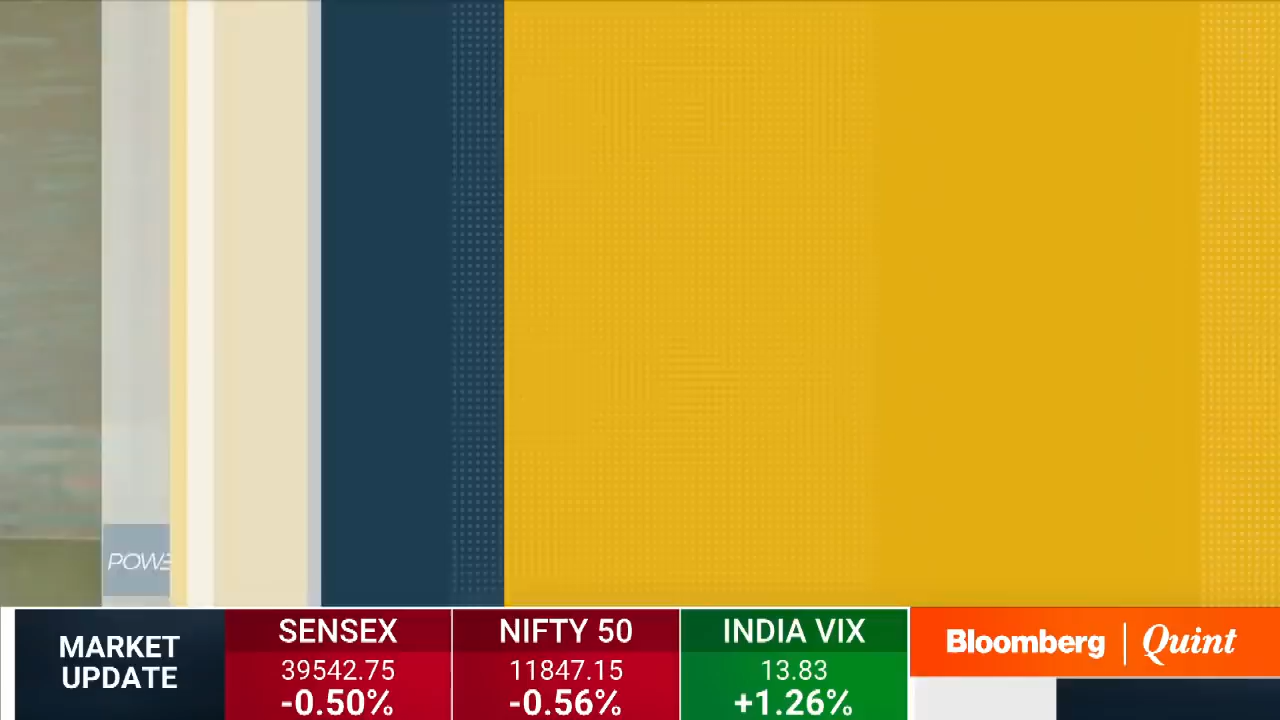 POWE
MARKET
UPDATE
SENSEX
39542.75
-0.50%
NIFTY 50
11847.15
-0.56%
INDIA VIX
13.83
+1.26%
Bloomberg | Quint